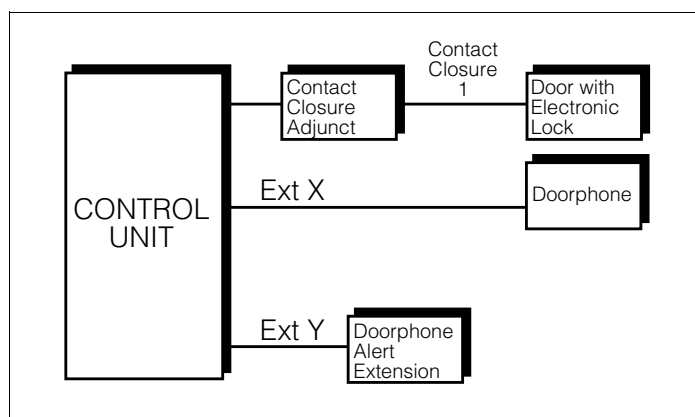 CONTROL
UNIT
Contact
Closure
Adjunct
Contact
Closure
1
Door with
Electronic
Lock
Ext X
Doorphone
Ext Y
Doorphone
Alert
Extension